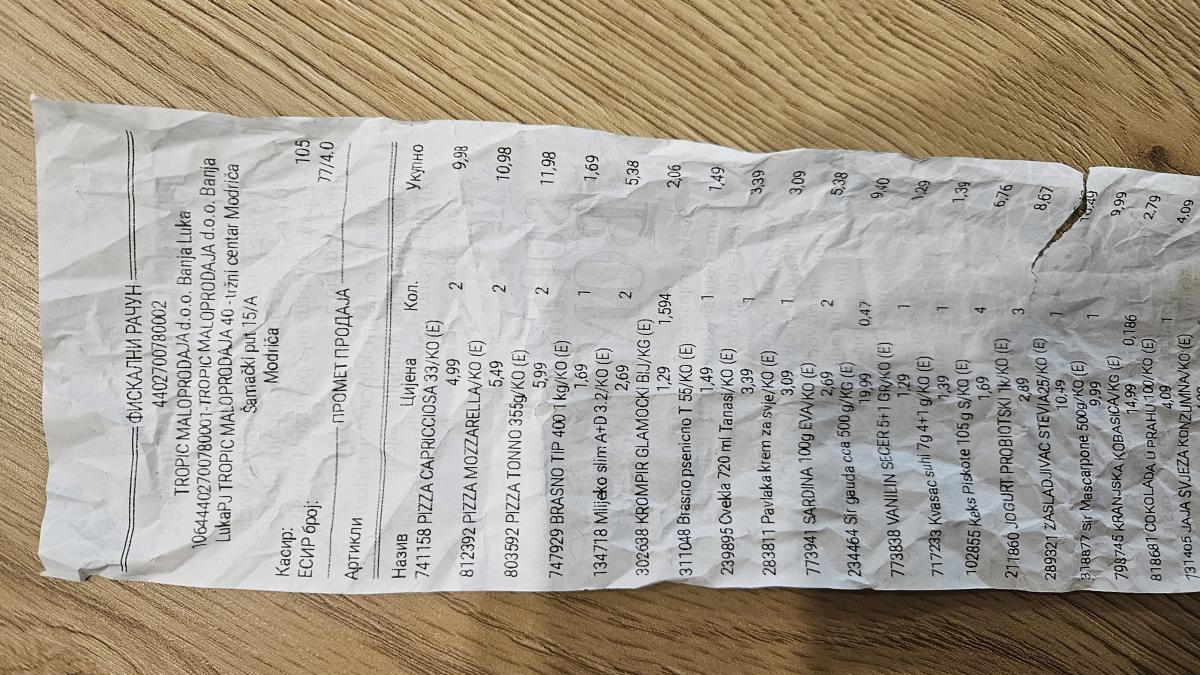 ФИСКАЛНИ РАЧУН
4402700780002
TROPIC MALOPRODAJA d.o.o. Banja Luka
10644402700780001-TROPIC MALOPRODAJA d.o.o. Banja
LukaPJ TROPIC MALOPRODAJA 40 - tržni centar Modriča
Šamački put 15/A
Modriča
Касир: 105
ЕСИР број: 77/4.0
ПРОМЕТ ПРОДАЈА
Артикли
Назив Цијена Кол. Укупно
741158 PIZZA CAPRICCIOSA 33/KO (E)
4,99 2 9,98
812392 PIZZA MOZZARELLA/KO (E)
5,49 2 10,98
803592 PIZZA TONNO 355g/KO (E)
5,99 2 11,98
747929 BRASNO TIP 400 1 kg/KO (E)
1,69 1 1,69
134718 Mlijeko slim A+D 3.2/KO (E)
2,69 2 5,38
302638 KROMPIR GLAMOCKI BIJ/KG (E)
1,29 1,594 2,06
311048 Brasno psenicno T 55/KO (E)
1,49 1 1,49
239895 Cvekla 720 ml Tanasi/KO (E)
3,39 1 3,39
283811 Pavlaka krem za sve/KO (E)
3,09 1 3,09
773941 SARDINA 100g EVA/KO (E)
2,69 2 5,38
234464 Sir gauda cca 500 g/KG (E)
19,99 0,47 9,40
773838 VANILIN SECER 5+1 GR/KO (E)
1,29 1 1,29
717233 Kvasac suhi 7g 4+1 g/KO (E)
1,39 1 1,39
102855 Keks Piskote 105 g S/KO (E)
1,69 4 6,76
211860 JOGURT PROBIOTSKI 1k/KO (E)
2,89 3 8,67
289321 ZASLADJIVAC STEVIA25/KO (E)
10,49 1 10,49
318877 Sir Mascarpone 500g/KO (E)
9,99 1 9,99
798745 KRANJSKA KOBASICA/KG (E)
14,99 0,186 2,79
818681 COKOLADA U PRAHU 100/KO (E)
4,09 1 4,09
131405 JAJA SVJEZA KONZUMNA/KO (E)